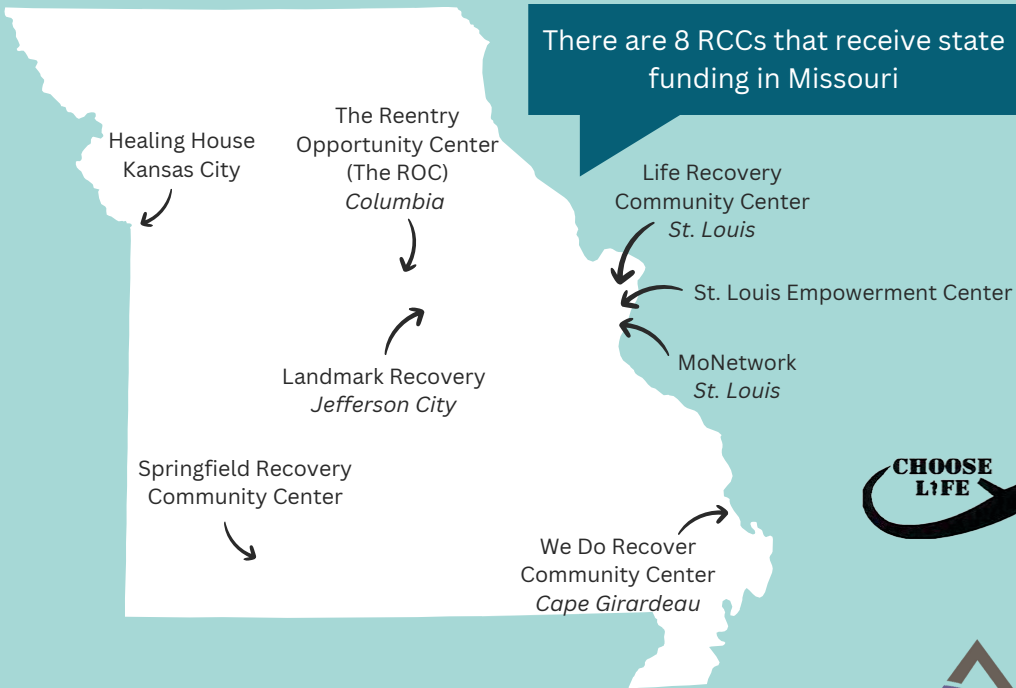 There are 8 RCCs that receive state
funding in Missouri
Healing House
Kansas City
The Reentry
Opportunity Center
(The ROC)
Columbia
Life Recovery
Community Center
St. Louis
St. Louis Empowerment Center
MoNetwork
St. Louis
Landmark Recovery
Jefferson City
Springfield Recovery
Community Center
CHOOSE
LIFE
We Do Recover
Community Center
Cape Girardeau